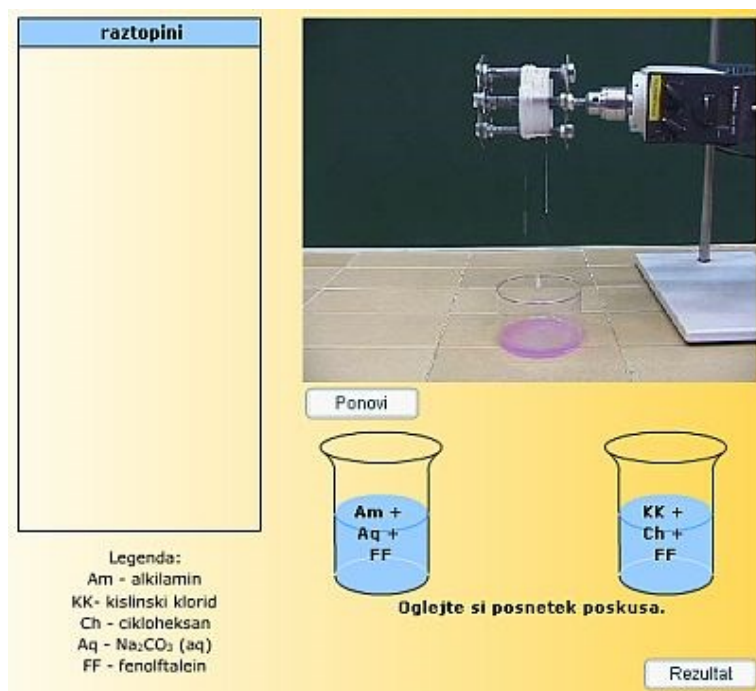 raztopini
Ponovi
Am +
Aq +
FF
KK +
Ch +
FF
Oglejte si posnetek poskusa.
Legenda:
Am - alkilamin
KK- kislinski klorid
Ch - cikloheksan
Aq - Na₂CO₃ (aq)
FF - fenolftalein
Rezultat